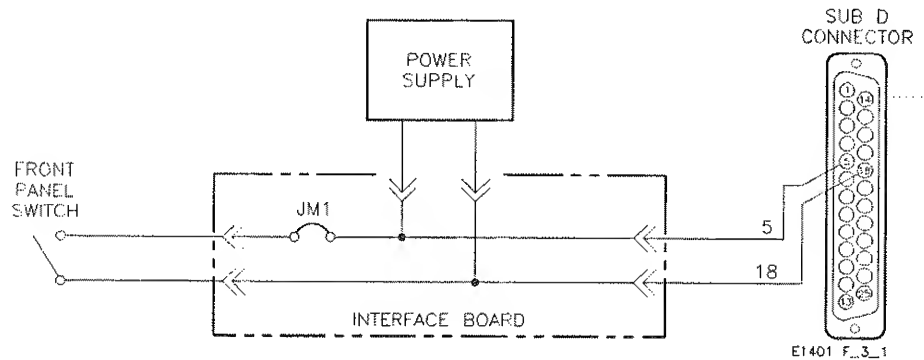 SUB D
CONNECTOR
POWER
SUPPLY
1
14
FRONT
PANEL
SWITCH
JM1
5
18
5
18
INTERFACE BOARD
13
25
E1401 F_3_1